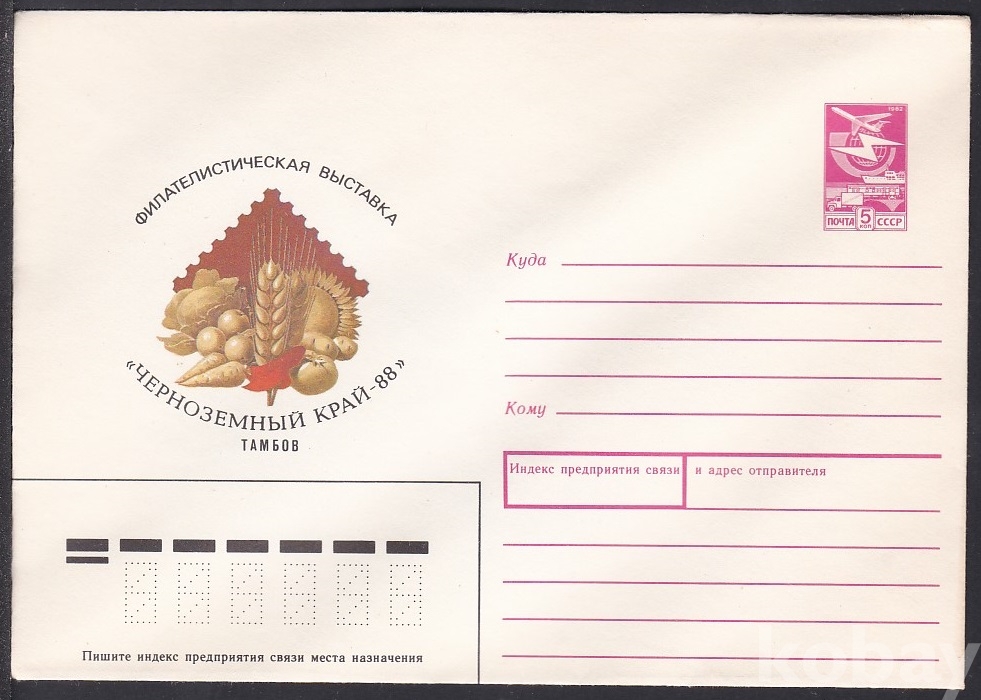 ФИЛАТЕЛИСТИЧЕСКАЯ ВЫСТАВКА
«ЧЕРНОЗЕМНЫЙ КРАЙ-88»
ТАМБОВ
1982
ПОЧТА 5 КОП СССР
Куда
Кому
Индекс предприятия связи и адрес отправителя
Пишите индекс предприятия связи места назначения
kobay